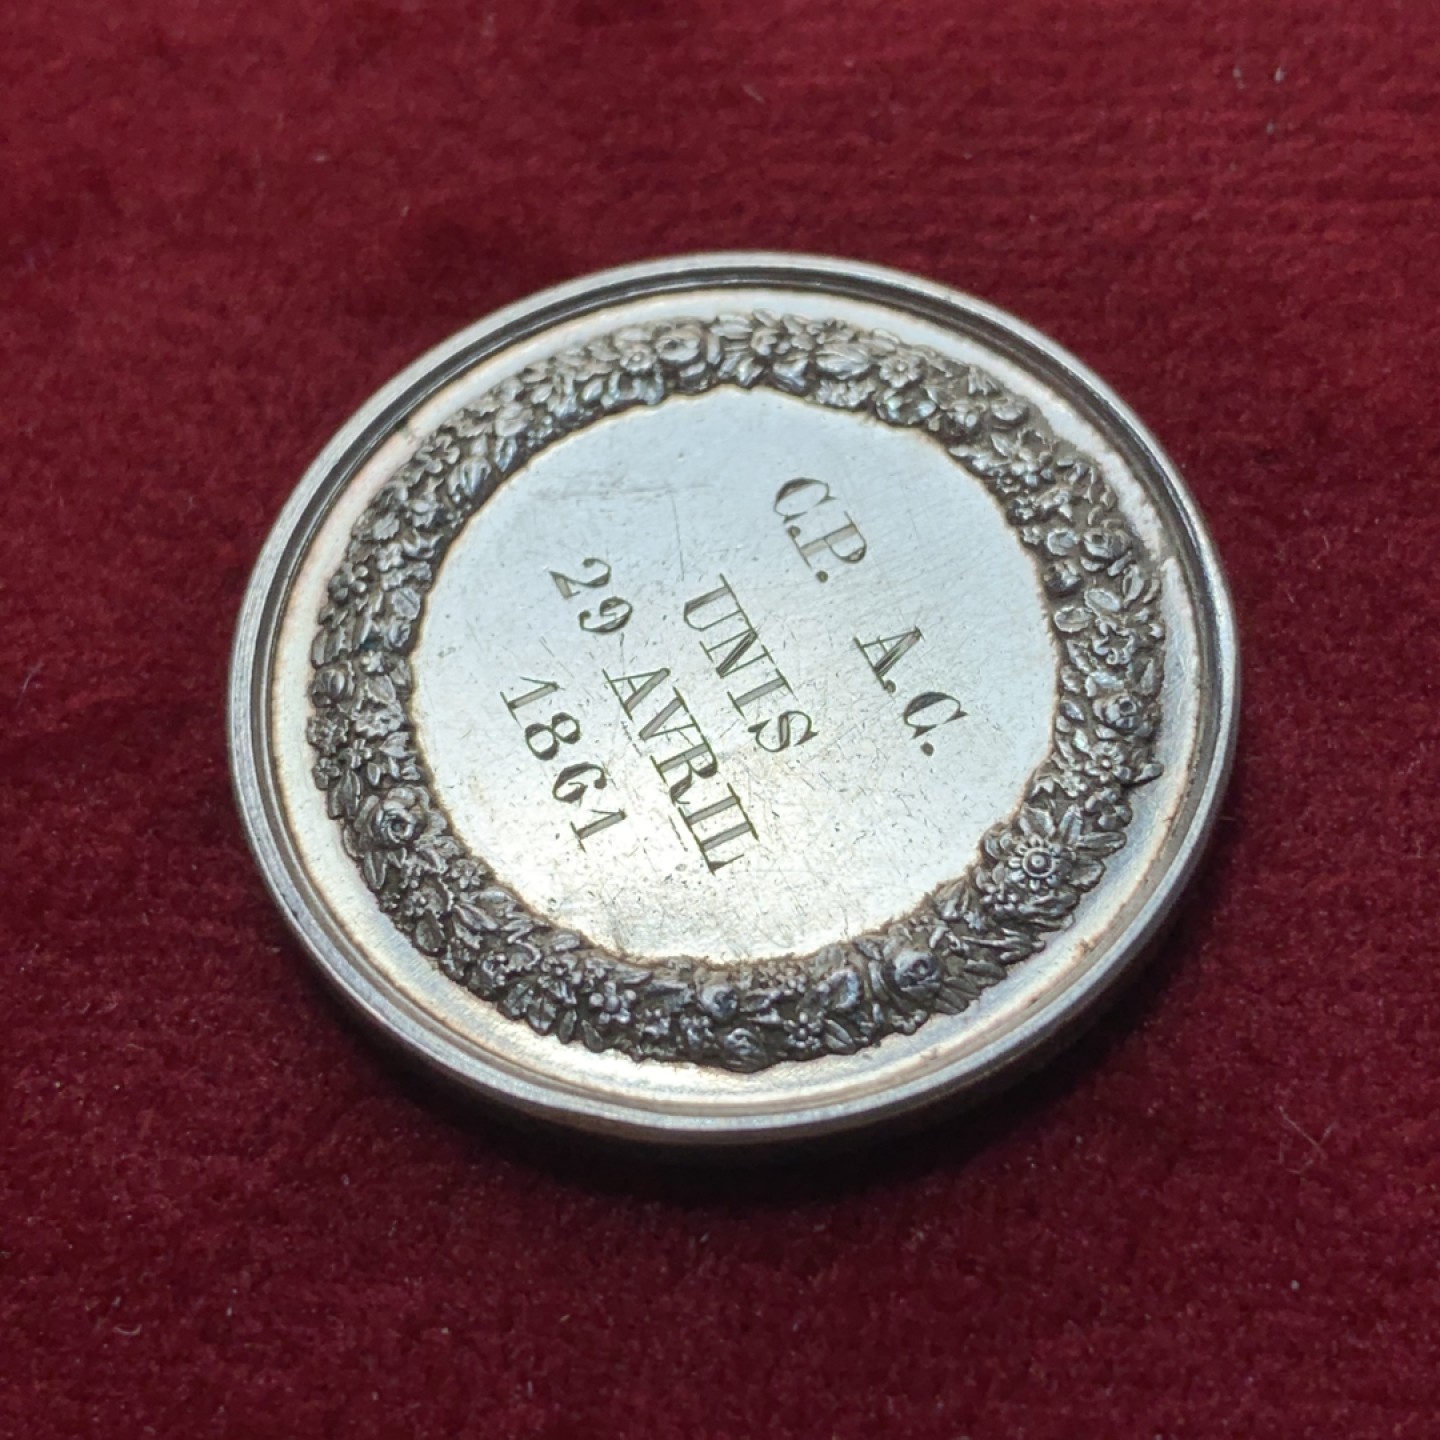 C.P. A.C.
UNIS
29 AVRIL
1861